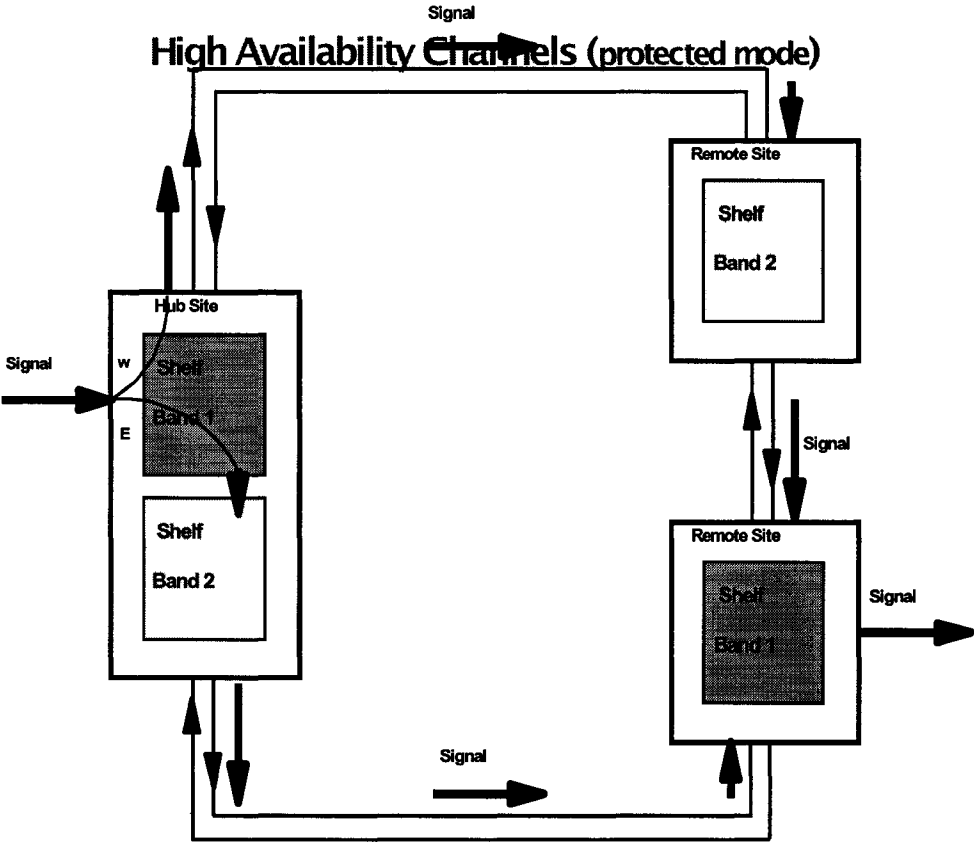 Signal
High Availability Channels (protected mode)
Remote Site
Shelf
Band 2
Hub Site
Signal
W
Shelf
Band 1
E
Signal
Shelf
Band 2
Remote Site
Shelf
Band 1
Signal
Signal